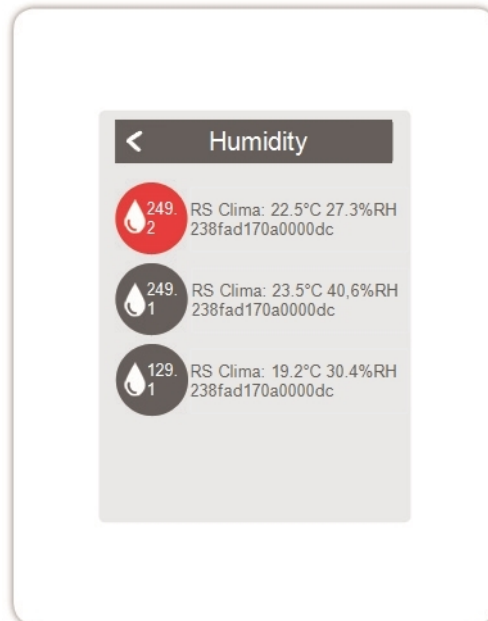 Humidity
249.
2
RS Clima: 22.5°C 27.3%RH
238fad170a0000dc
249.
1
RS Clima: 23.5°C 40,6%RH
238fad170a0000dc
129.
1
RS Clima: 19.2°C 30.4%RH
238fad170a0000dc